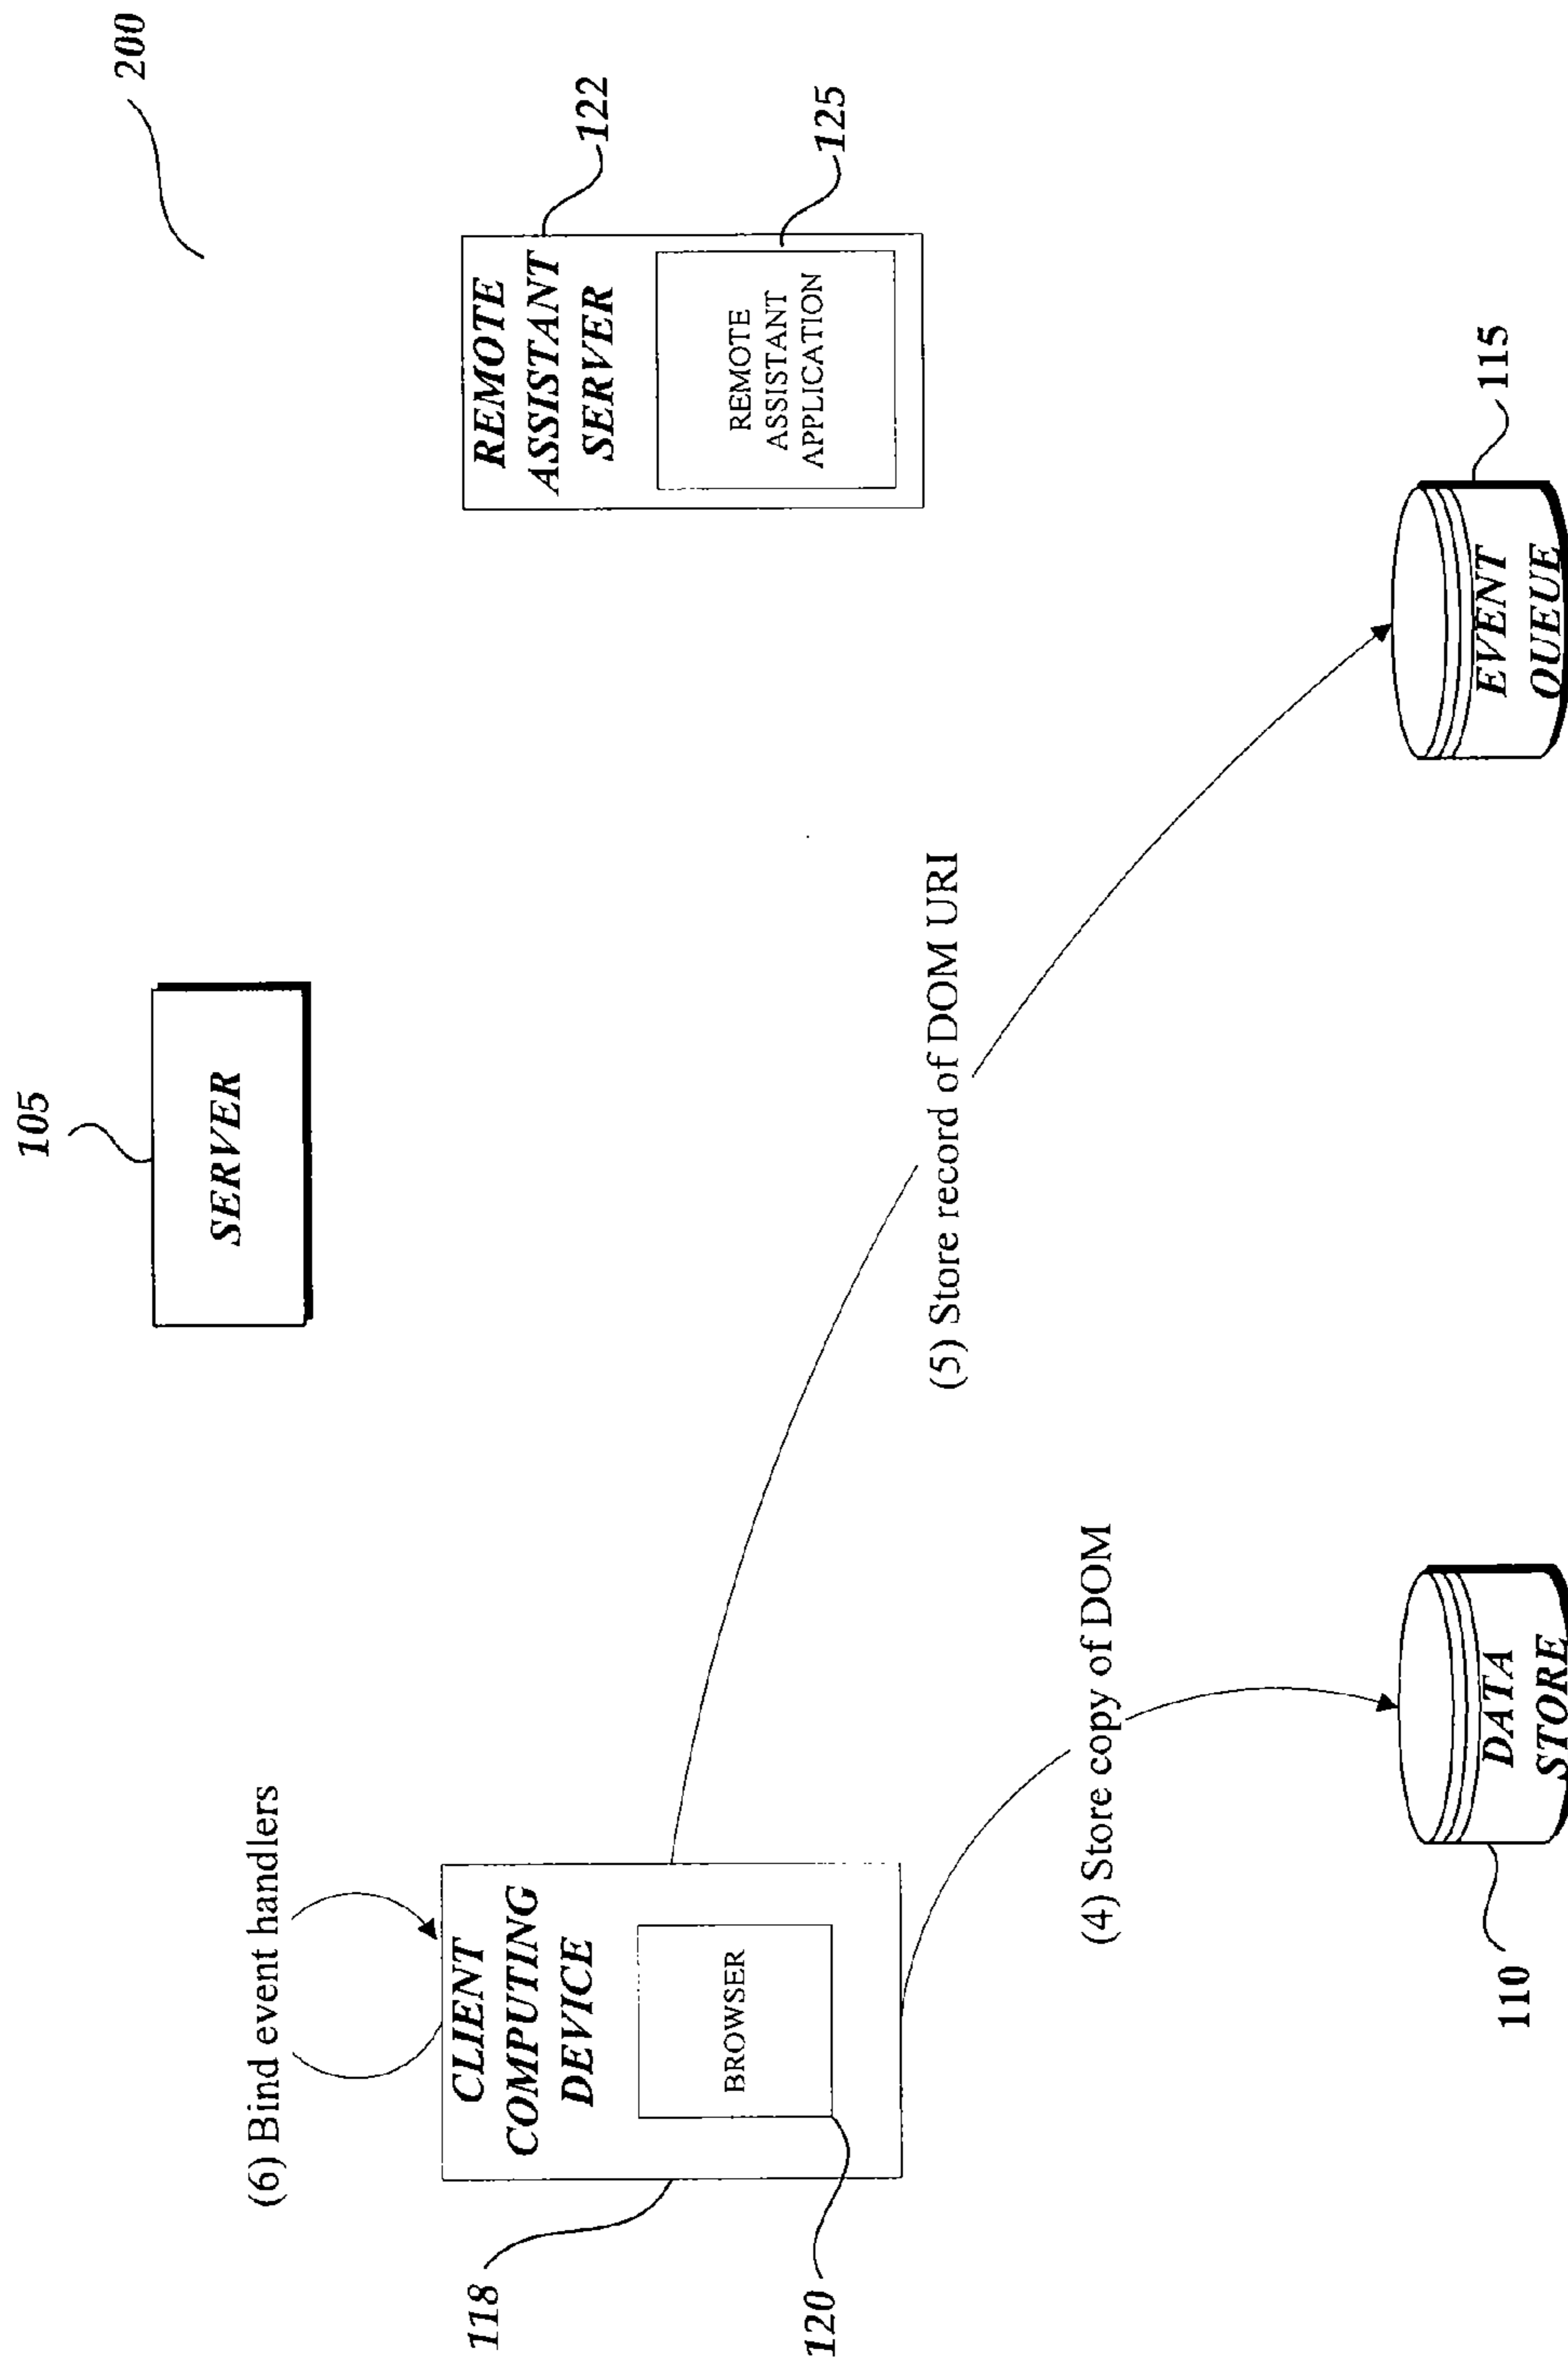 200
105
SERVER
(6) Bind event handlers
118
CLIENT
COMPUTING
DEVICE
BROWSER
120
REMOTE
ASSISTANT
SERVER
122
REMOTE
ASSISTANT
APPLICATION
125
(5) Store record of DOM URI
(4) Store copy of DOM
110
DATA
STORE
EVENT
QUEUE
115